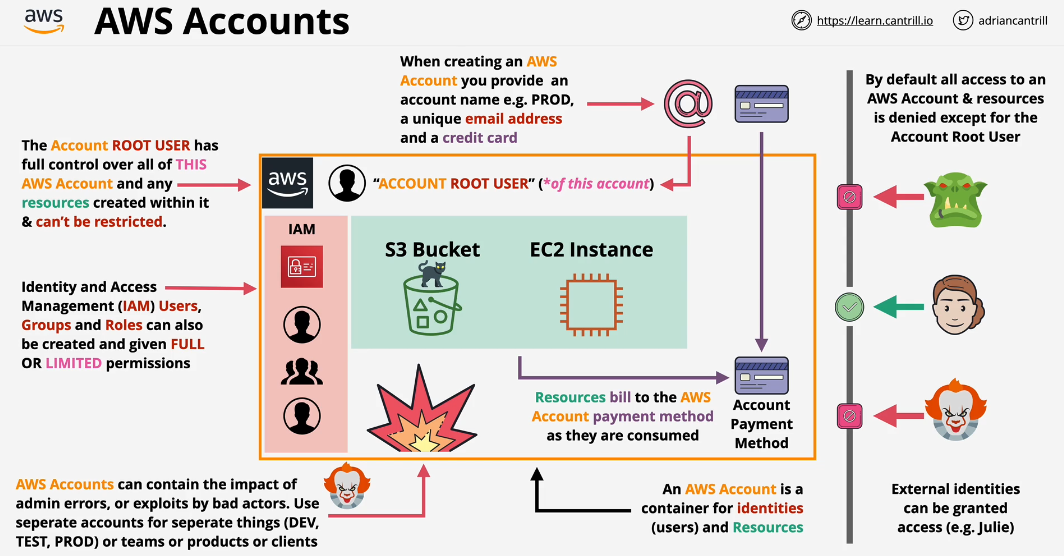 aws
AWS Accounts
https://learn.cantrill.io
adriancantrill
When creating an AWS
Account you provide an
account name e.g. PROD,
a unique email address
and a credit card
By default all access to an
AWS Account & resources
is denied except for the
Account Root User
The Account ROOT USER has
full control over all of THIS
AWS Account and any
resources created within it
& can't be restricted.
aws
“ACCOUNT ROOT USER” (*of this account)
IAM
S3 Bucket
EC2 Instance
Identity and Access
Management (IAM) Users,
Groups and Roles can also
be created and given FULL
OR LIMITED permissions
Resources bill to the AWS
Account payment method
as they are consumed
Account
Payment
Method
AWS Accounts can contain the impact of
admin errors, or exploits by bad actors. Use
seperate accounts for seperate things (DEV,
TEST, PROD) or teams or products or clients
An AWS Account is a
container for identities
(users) and Resources
External identities
can be granted
access (e.g. Julie)